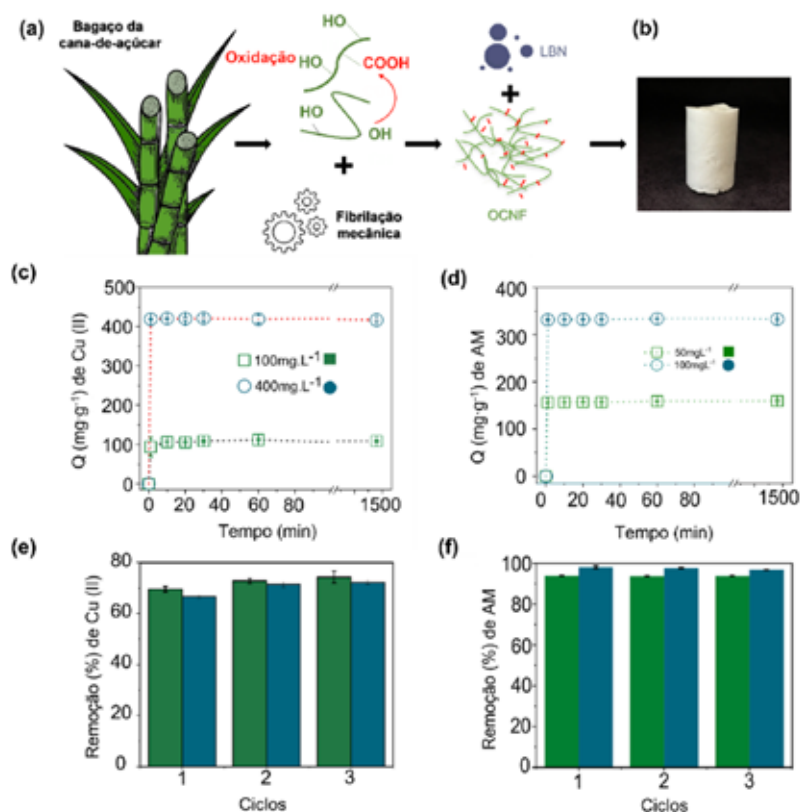 (a)
Bagaço da
cana-de-açúcar
HO
HO
Oxidação
COOH
HO
OH
+
Fibrilação
mecânica
LBN
+
OCNF
(b)
(c)
500
400
300
200
100
0
Q (mg·g⁻¹) de Cu (II)
100mg.L⁻¹
400mg.L⁻¹
0 20 40 60 80 1500
Tempo (min)
(d)
400
300
200
100
0
Q (mg·g⁻¹) de AM
50mgL⁻¹
100mgL⁻¹
0 20 40 60 80 1500
Tempo (min)
(e)
80
60
40
20
0
Remoção (%) de Cu (II)
1 2 3
Ciclos
(f)
100
80
60
40
20
0
Remoção (%) de AM
1 2 3
Ciclos